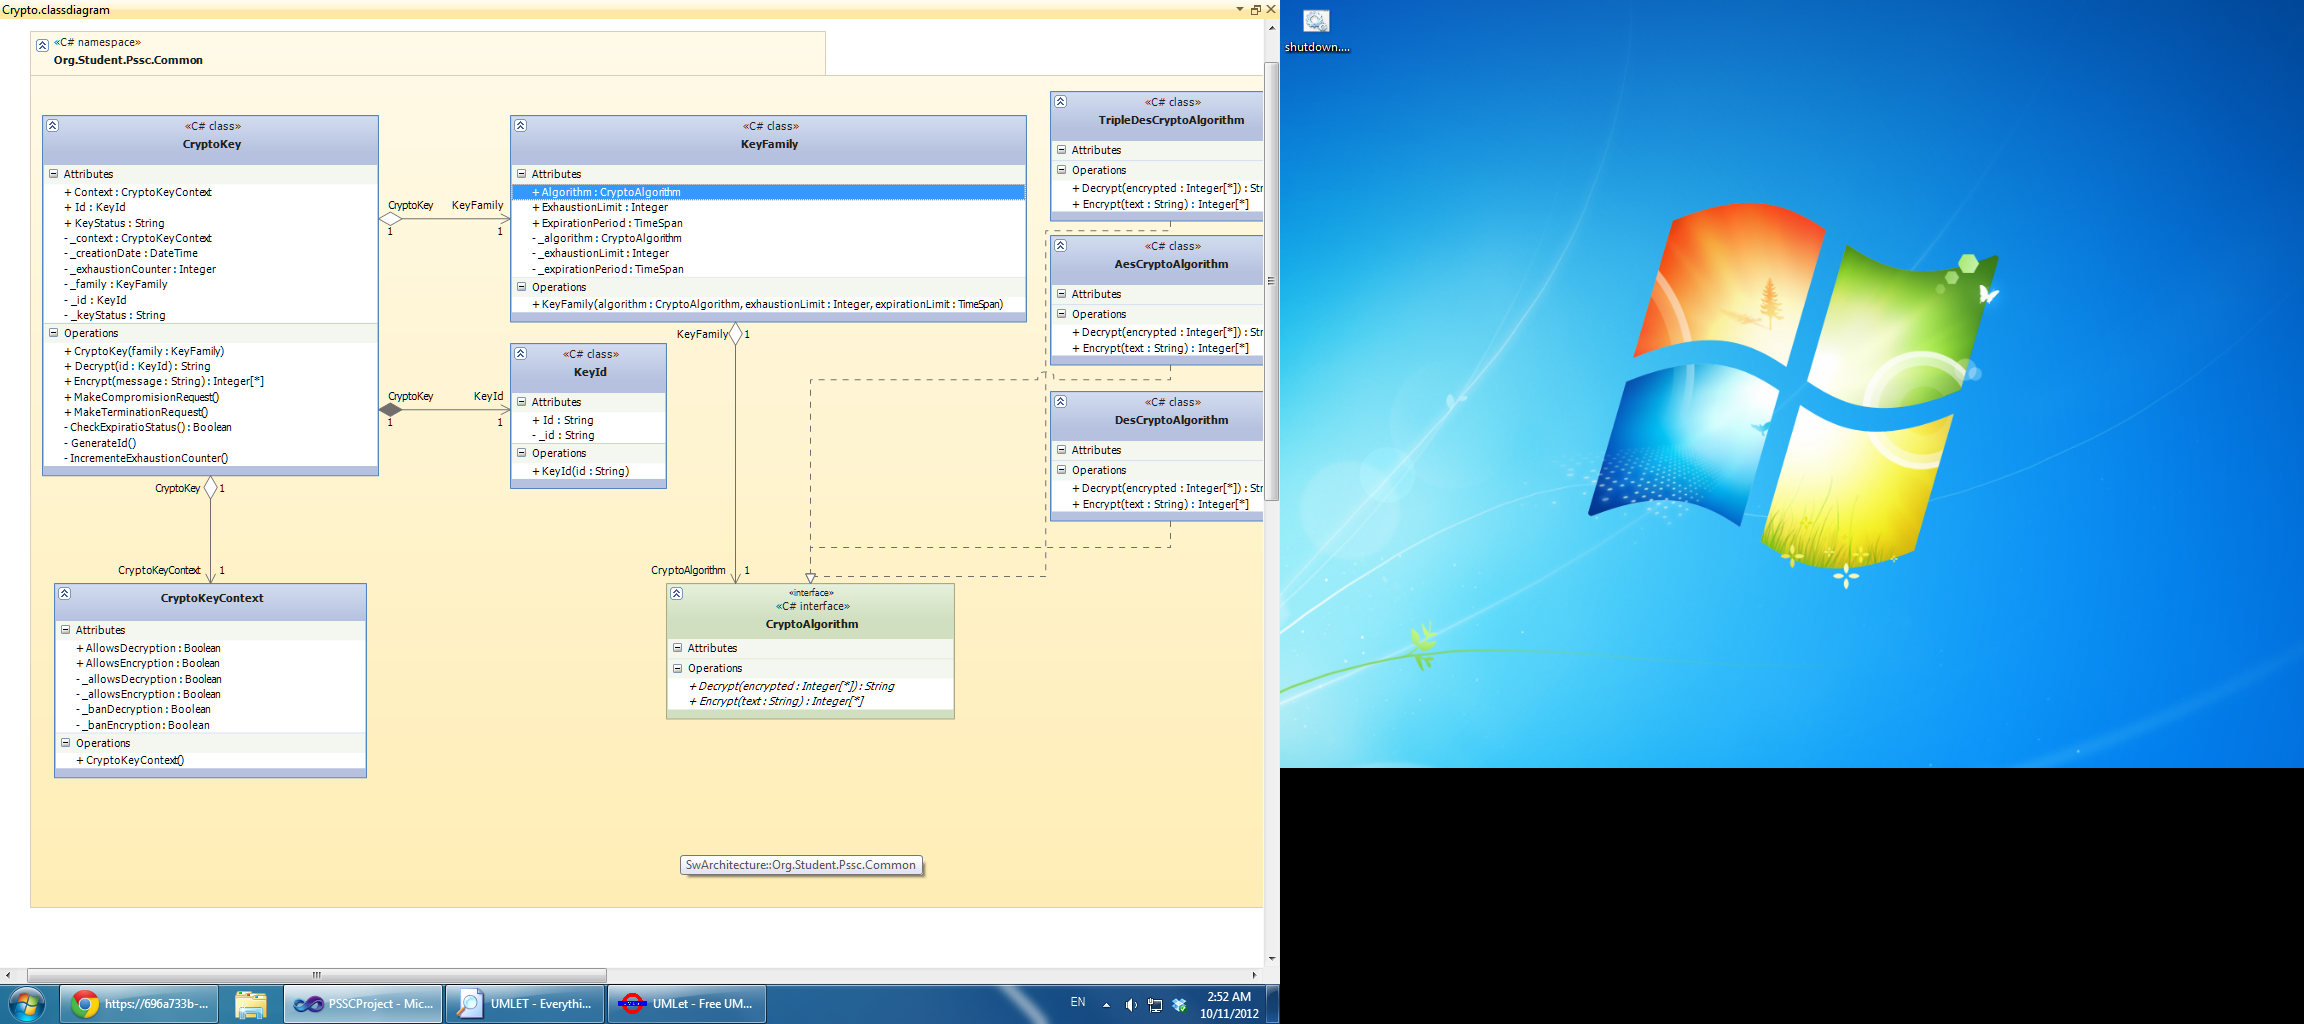 Crypto.classdiagram
«C# namespace»
Org.Student.Pssc.Common
«C# class»
CryptoKey
Attributes
+ Context : CryptoKeyContext
+ Id : KeyId
+ KeyStatus : String
- _context : CryptoKeyContext
- _creationDate : DateTime
- _exhaustionCounter : Integer
- _family : KeyFamily
- _id : KeyId
- _keyStatus : String
Operations
+ CryptoKey(family : KeyFamily)
+ Decrypt(id : KeyId) : String
+ Encrypt(message : String) : Integer[*]
+ MakeCompromisionRequest()
+ MakeTerminationRequest()
- CheckExpiratioStatus() : Boolean
- GenerateId()
- IncrementeExhaustionCounter()
CryptoKey KeyFamily
1 1
«C# class»
KeyFamily
Attributes
+ Algorithm : CryptoAlgorithm
+ ExhaustionLimit : Integer
+ ExpirationPeriod : TimeSpan
- _algorithm : CryptoAlgorithm
- _exhaustionLimit : Integer
- _expirationPeriod : TimeSpan
Operations
+ KeyFamily(algorithm : CryptoAlgorithm, exhaustionLimit : Integer, expirationLimit : TimeSpan)
KeyFamily 1
CryptoKey KeyId
1 1
«C# class»
KeyId
Attributes
+ Id : String
- _id : String
Operations
+ KeyId(id : String)
«C# class»
TripleDesCryptoAlgorithm
Attributes
Operations
+ Decrypt(encrypted : Integer[*]) : Str
+ Encrypt(text : String) : Integer[*]
«C# class»
AesCryptoAlgorithm
Attributes
Operations
+ Decrypt(encrypted : Integer[*]) : Str
+ Encrypt(text : String) : Integer[*]
«C# class»
DesCryptoAlgorithm
Attributes
Operations
+ Decrypt(encrypted : Integer[*]) : Str
+ Encrypt(text : String) : Integer[*]
CryptoKey 1
CryptoKeyContext 1
CryptoKeyContext
Attributes
+ AllowsDecryption : Boolean
+ AllowsEncryption : Boolean
- _allowsDecryption : Boolean
- _allowsEncryption : Boolean
- _banDecryption : Boolean
- _banEncryption : Boolean
Operations
+ CryptoKeyContext()
CryptoAlgorithm 1
«interface»
«C# interface»
CryptoAlgorithm
Attributes
Operations
+ Decrypt(encrypted : Integer[*]) : String
+ Encrypt(text : String) : Integer[*]
SwArchitecture::Org.Student.Pssc.Common
shutdown....
https://696a733b-...
PSSCProject - Mic...
UMLET - Everythi...
UMLet - Free UM...
EN
2:52 AM
10/11/2012